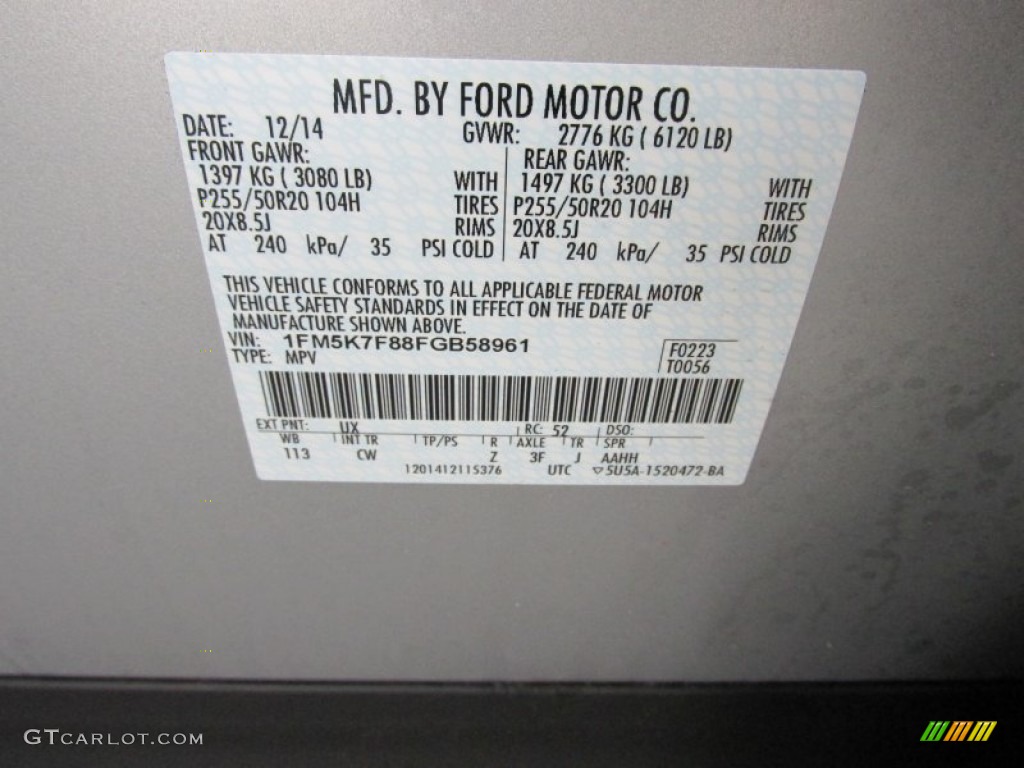 MFD. BY FORD MOTOR CO.
DATE: 12/14 GVWR: 2776 KG ( 6120 LB)
FRONT GAWR: REAR GAWR:
1397 KG ( 3080 LB) WITH 1497 KG ( 3300 LB) WITH
P255/50R20 104H TIRES P255/50R20 104H TIRES
20X8.5J RIMS 20X8.5J RIMS
AT 240 kPa/ 35 PSI COLD AT 240 kPa/ 35 PSI COLD
THIS VEHICLE CONFORMS TO ALL APPLICABLE FEDERAL MOTOR
VEHICLE SAFETY STANDARDS IN EFFECT ON THE DATE OF
MANUFACTURE SHOWN ABOVE.
VIN: 1FM5K7F88FGB58961 F0223
TYPE: MPV T0056
EXT PNT: UX RC: 52 DSO:
WB INT TR TP/PS R AXLE TR SPR
113 CW Z 3F J AAHH
1201412115376 UTC ▽5U5A-1520472-BA
GTCARLOT.COM